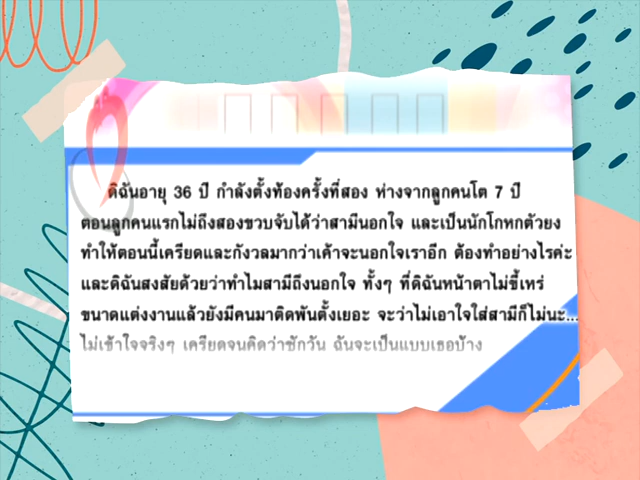 ดิฉันอายุ 36 ปี กำลังตั้งท้องครั้งที่สอง ห่างจากลูกคนโต 7 ปี
ตอนลูกคนแรกไม่ถึงสองขวบจับได้ว่าสามีนอกใจ และเป็นนักโกหกตัวยง
ทำให้ตอนนี้เครียดและกังวลมากว่าเค้าจะนอกใจเราอีก ต้องทำอย่างไรค่ะ
และดิฉันสงสัยด้วยว่าทำไมสามีถึงนอกใจ ทั้งๆ ที่ดิฉันหน้าตาไม่ขี้เหร่
ขนาดแต่งงานแล้วยังมีคนมาติดพันตั้งเยอะ จะว่าไม่เอาใจใส่สามีก็ไม่นะ...
ไม่เข้าใจจริงๆ เครียดจนคิดว่าซักวัน ฉันจะเป็นแบบเธอบ้าง